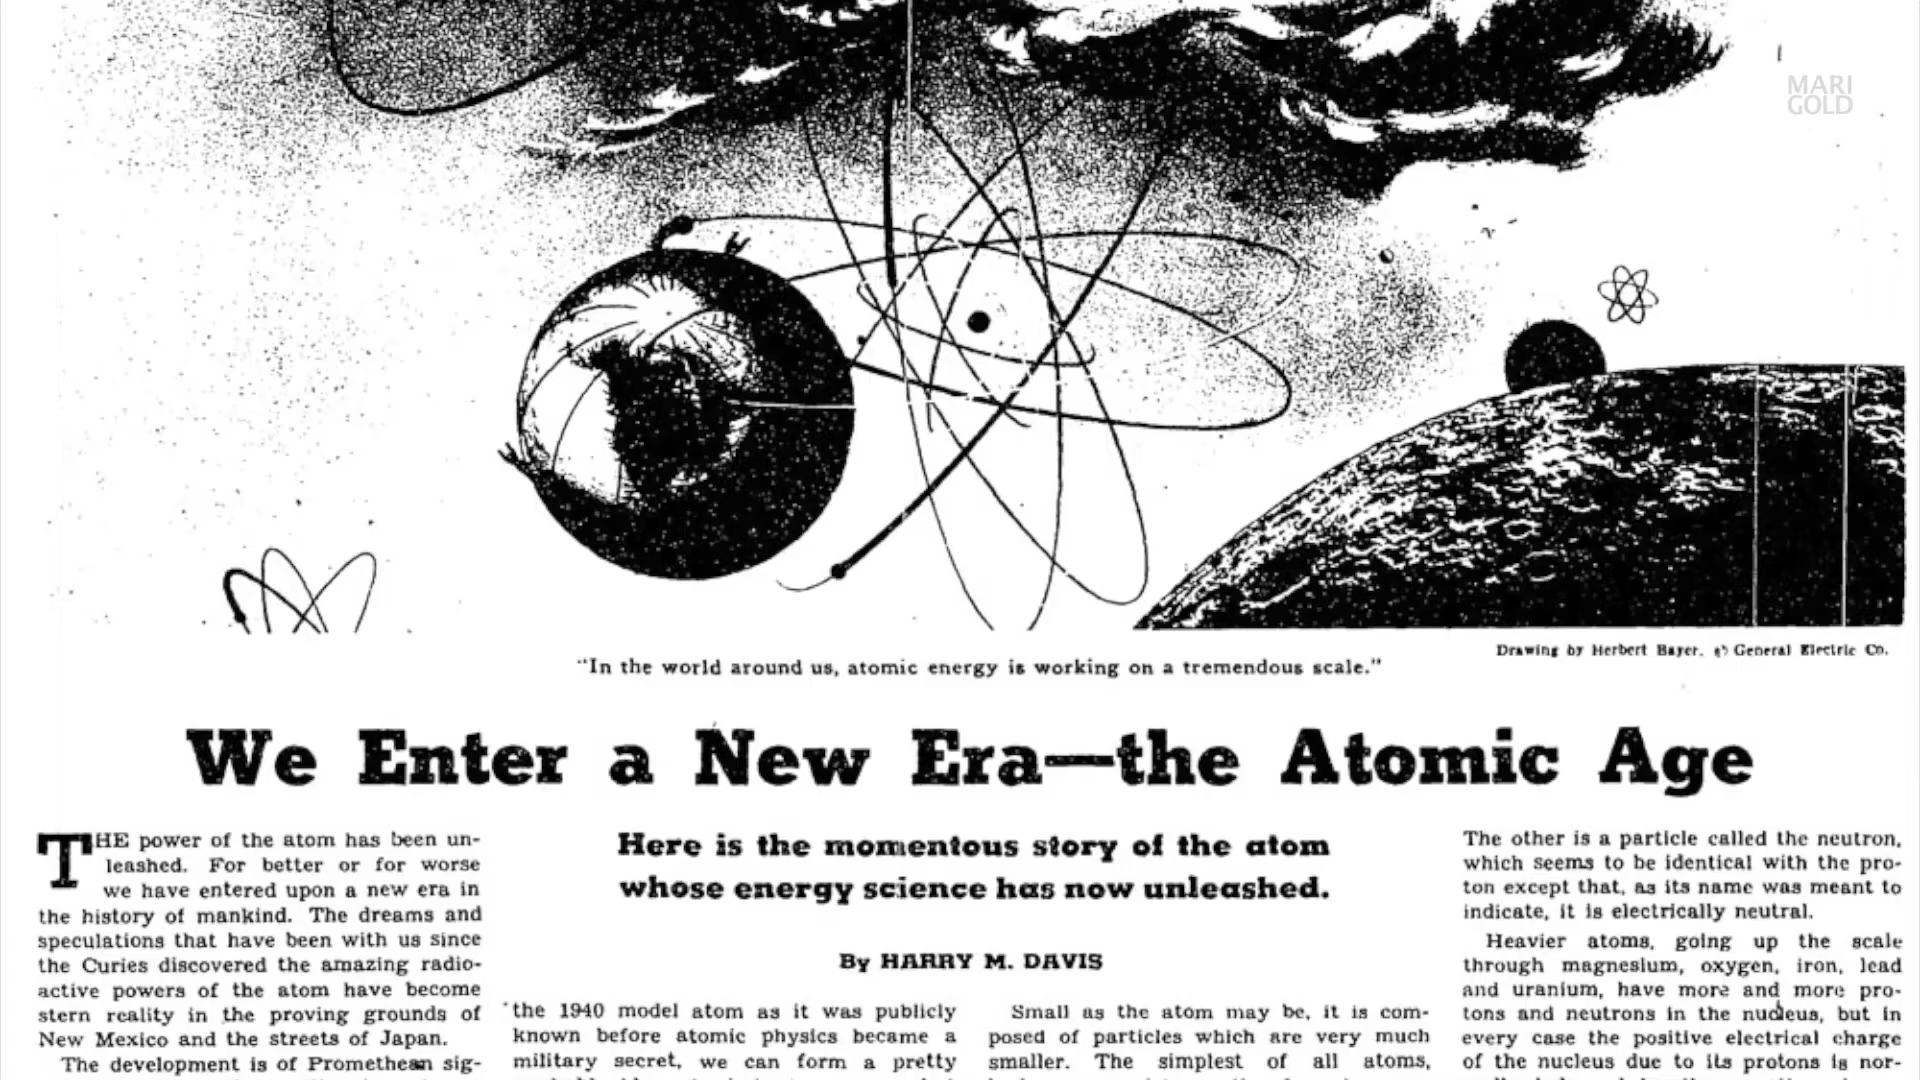 MARI
GOLD
Drawing by Herbert Bayer. © General Electric Co.
"In the world around us, atomic energy is working on a tremendous scale."
We Enter a New Era—the Atomic Age
THE power of the atom has been un-
leashed. For better or for worse
we have entered upon a new era in
the history of mankind. The dreams and
speculations that have been with us since
the Curies discovered the amazing radio-
active powers of the atom have become
stern reality in the proving grounds of
New Mexico and the streets of Japan.
The development is of Promethean sig-
Here is the momentous story of the atom
whose energy science has now unleashed.
By HARRY M. DAVIS
the 1940 model atom as it was publicly
known before atomic physics became a
military secret, we can form a pretty
Small as the atom may be, it is com-
posed of particles which are very much
smaller. The simplest of all atoms,
The other is a particle called the neutron,
which seems to be identical with the pro-
ton except that, as its name was meant to
indicate, it is electrically neutral.
Heavier atoms, going up the scale
through magnesium, oxygen, iron, lead
and uranium, have more and more pro-
tons and neutrons in the nucleus, but in
every case the positive electrical charge
of the nucleus due to its protons is nor-